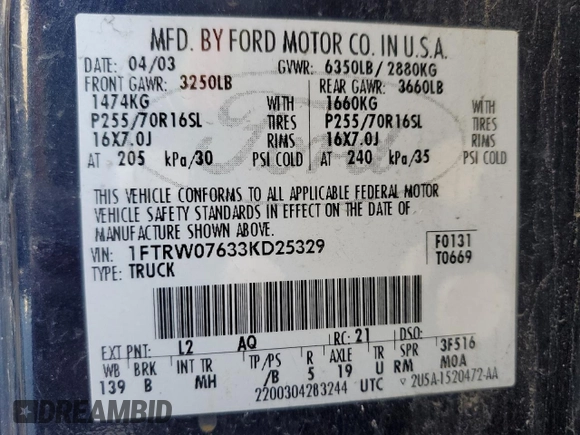 MFD. BY FORD MOTOR CO. IN U.S.A.
DATE: 04/03 GVWR: 6350LB/ 2880KG
FRONT GAWR: 3250LB REAR GAWR: 3660LB
1474KG WITH 1660KG WITH
P255/70R16SL TIRES P255/70R16SL TIRES
16X7.0J RIMS 16X7.0J RIMS
AT 205 kPa/30 PSI COLD AT 240 kPa/35 PSI COLD
THIS VEHICLE CONFORMS TO ALL APPLICABLE FEDERAL MOTOR
VEHICLE SAFETY STANDARDS IN EFFECT ON THE DATE OF
MANUFACTURE SHOWN ABOVE.
VIN: 1FTRW07633KD25329 F0131
TYPE: TRUCK T0669
EXT PNT: L2 AQ RC: 21 DSO:
WB BRK INT TR TP/PS R AXLE TR SPR 3F516
139 B MH /B 5 19 U RM MOA
2200304283244 UTC 2U5A-1520472-AA
Ford
DREAMBID